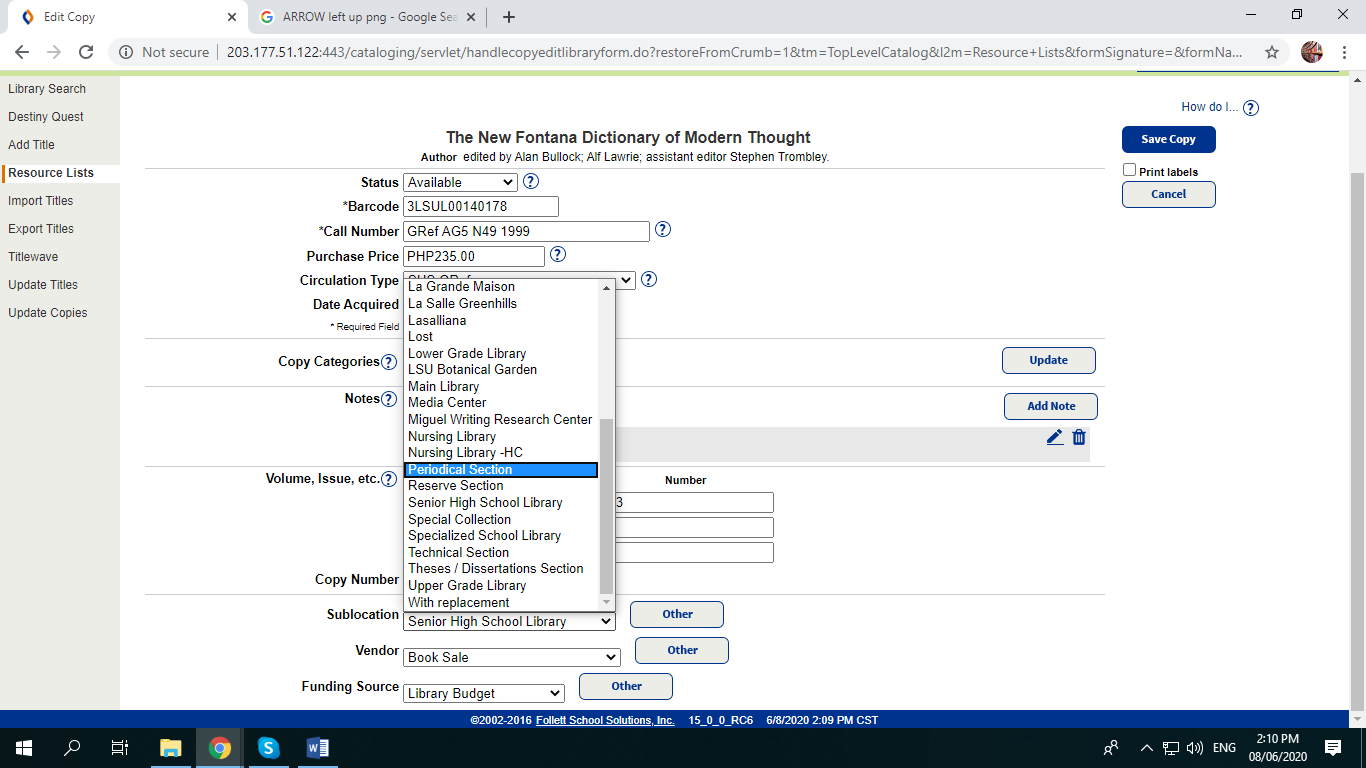 Edit Copy
ARROW left up png - Google Sea
Not secure | 203.177.51.122:443/cataloging/servlet/handlecopyeditlibraryform.do?restoreFromCrumb=1&tm=TopLevelCatalog&l2m=Resource+Lists&formSignature=&formNa...
Library Search
Destiny Quest
Add Title
Resource Lists
Import Titles
Export Titles
Titlewave
Update Titles
Update Copies
How do I... ?
The New Fontana Dictionary of Modern Thought
Author edited by Alan Bullock; Alf Lawrie; assistant editor Stephen Trombley.
Save Copy
Print labels
Cancel
Status Available ?
*Barcode 3LSUL00140178
*Call Number GRef AG5 N49 1999 ?
Purchase Price PHP235.00 ?
Circulation Type ?
Date Acquired
* Required Field
Copy Categories ?
Update
Notes ?
Add Note
Volume, Issue, etc. ?
Number
3
Copy Number
La Grande Maison
La Salle Greenhills
Lasalliana
Lost
Lower Grade Library
LSU Botanical Garden
Main Library
Media Center
Miguel Writing Research Center
Nursing Library
Nursing Library -HC
Periodical Section
Reserve Section
Senior High School Library
Special Collection
Specialized School Library
Technical Section
Theses / Dissertations Section
Upper Grade Library
With replacement
Sublocation Senior High School Library Other
Vendor Book Sale Other
Funding Source Library Budget Other
©2002-2016 Follett School Solutions, Inc. 15_0_0_RC6 6/8/2020 2:09 PM CST
ENG
2:10 PM
08/06/2020